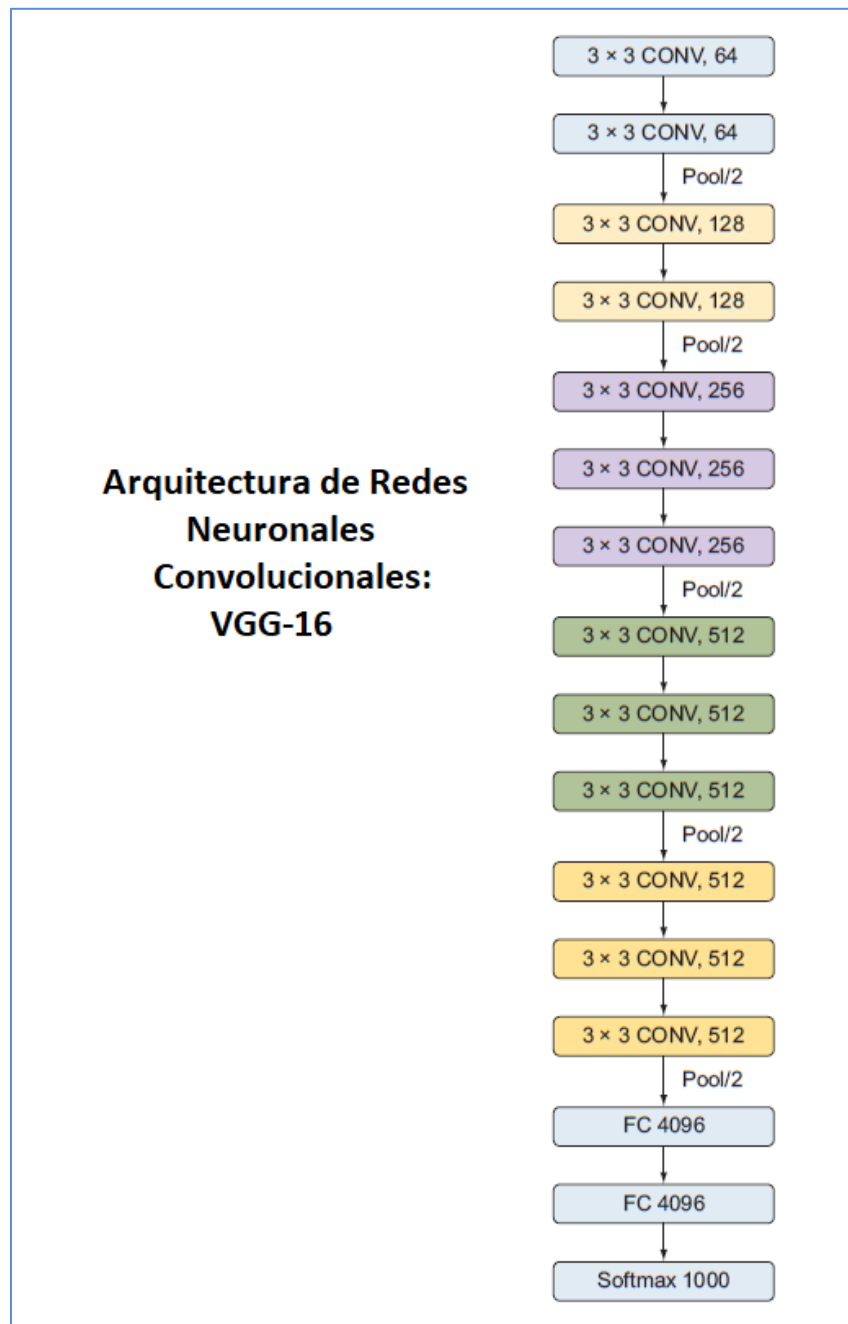 Arquitectura de Redes
Neuronales
Convolucionales:
VGG-16
3 × 3 CONV, 64
3 × 3 CONV, 64
Pool/2
3 × 3 CONV, 128
3 × 3 CONV, 128
Pool/2
3 × 3 CONV, 256
3 × 3 CONV, 256
3 × 3 CONV, 256
Pool/2
3 × 3 CONV, 512
3 × 3 CONV, 512
3 × 3 CONV, 512
Pool/2
3 × 3 CONV, 512
3 × 3 CONV, 512
3 × 3 CONV, 512
Pool/2
FC 4096
FC 4096
Softmax 1000